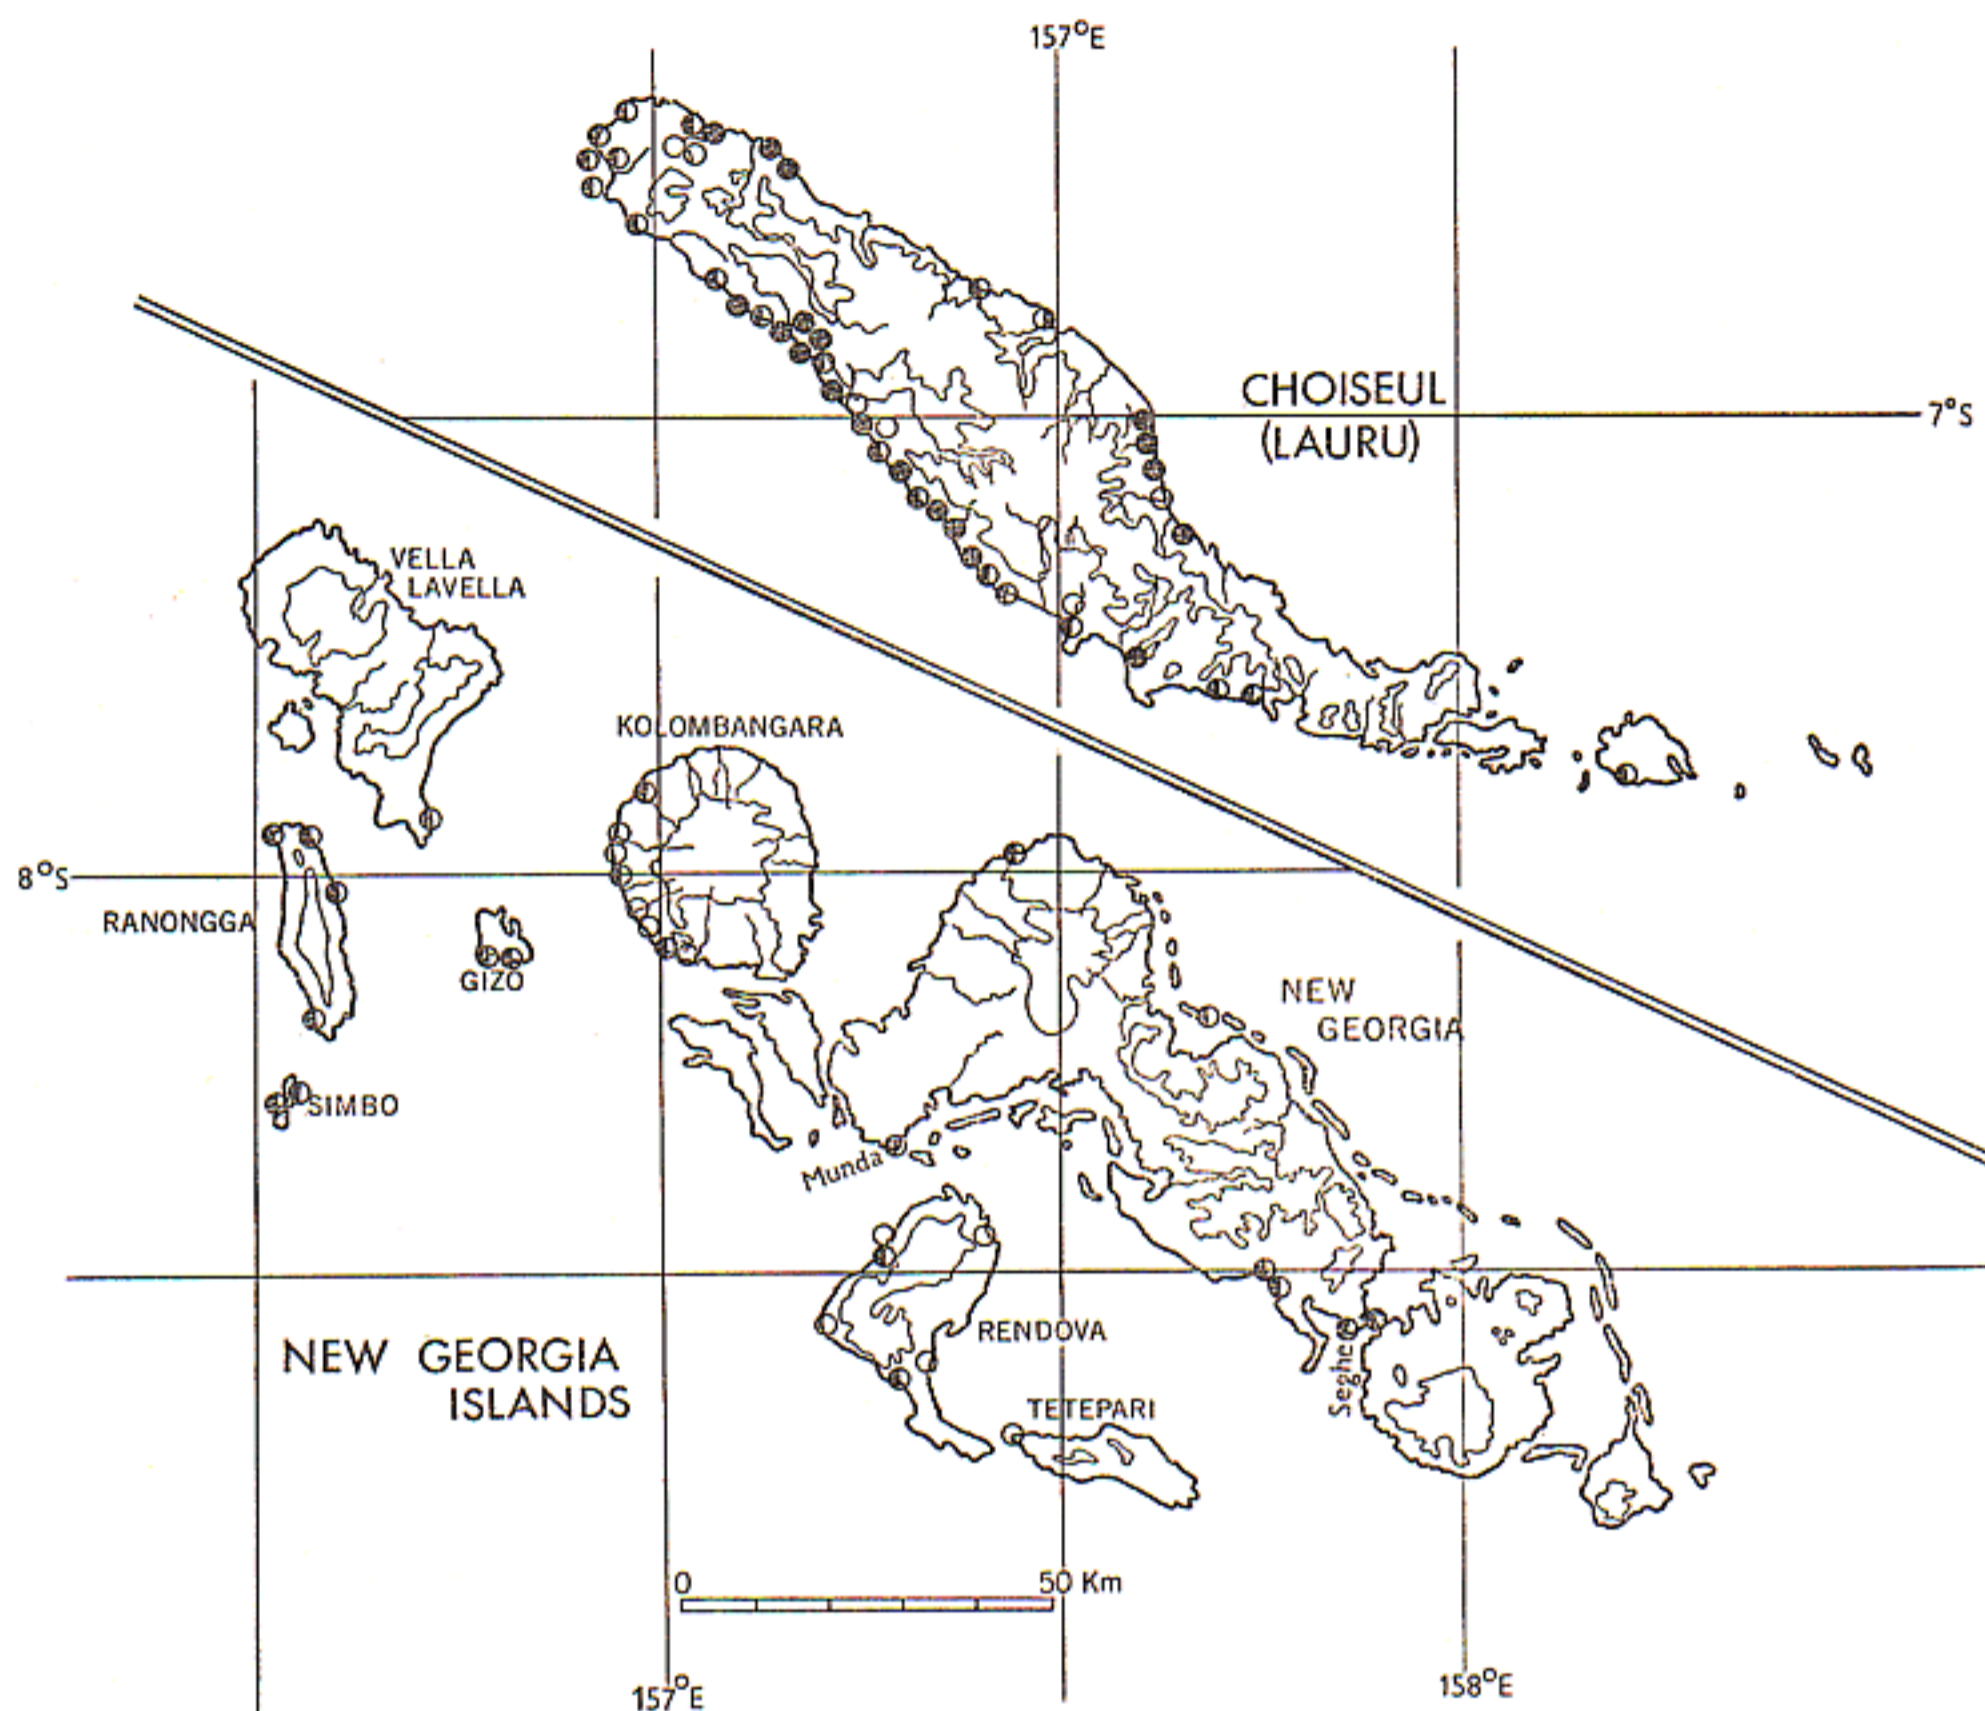 157°E
CHOISEUL
(LAURU)
7°S
VELLA
LAVELLA
KOLOMBANGARA
8°S
RANONGGA
GIZO
NEW
GEORGIA
SIMBO
Munda
RENDOVA
NEW GEORGIA
ISLANDS
Seghe
TETEPARI
0 50 Km
157°E
158°E